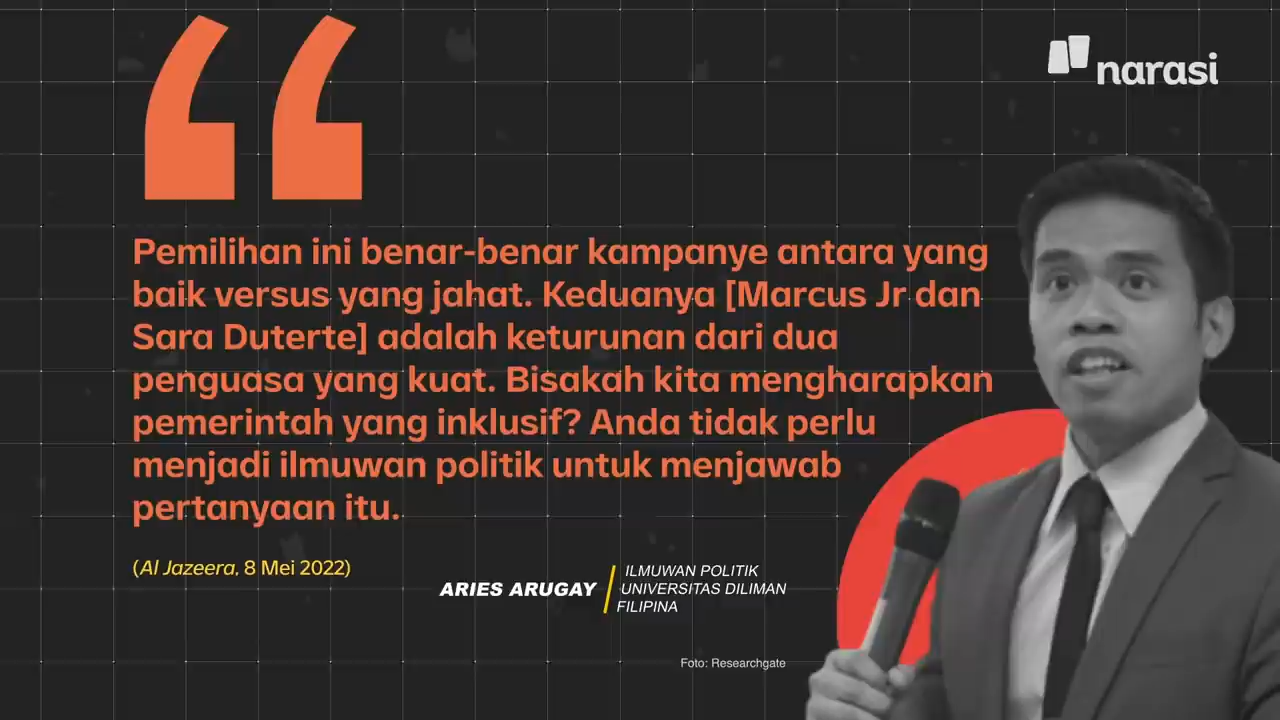 narasi
Pemilihan ini benar-benar kampanye antara yang
baik versus yang jahat. Keduanya [Marcus Jr dan
Sara Duterte] adalah keturunan dari dua
penguasa yang kuat. Bisakah kita mengharapkan
pemerintah yang inklusif? Anda tidak perlu
menjadi ilmuwan politik untuk menjawab
pertanyaan itu.
(Al Jazeera, 8 Mei 2022)
ARIES ARUGAY
ILMUWAN POLITIK
UNIVERSITAS DILIMAN
FILIPINA
Foto: Researchgate